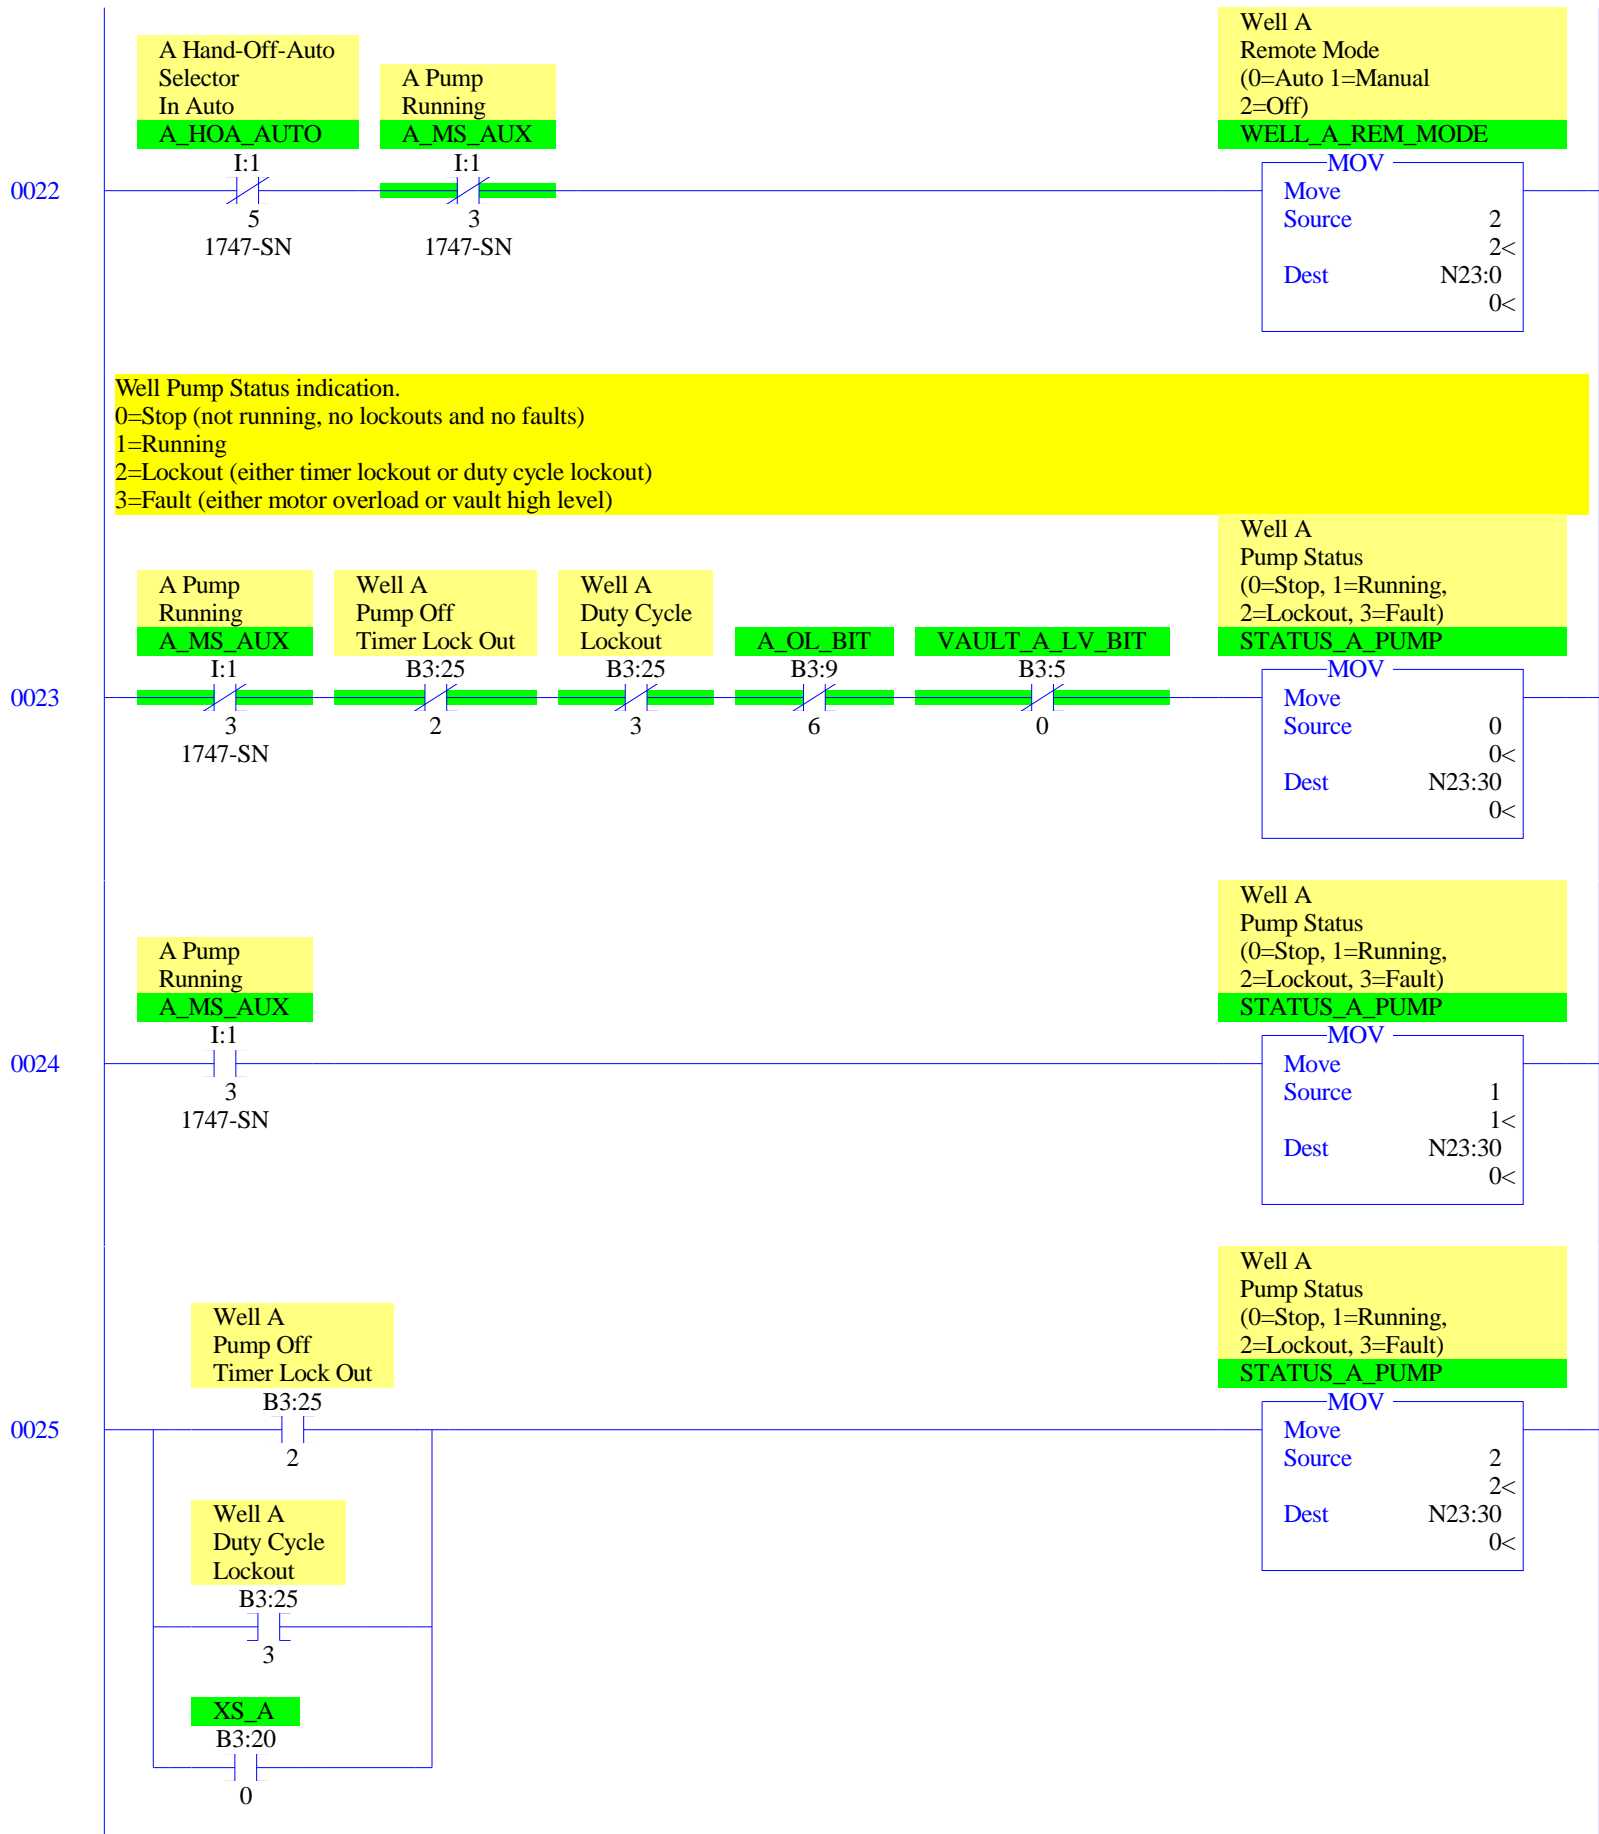 Well A
Remote Mode
(0=Auto 1=Manual
2=Off)
WELL_A_REM_MODE
A Hand-Off-Auto
Selector
In Auto
A_HOA_AUTO
I:1
5
1747-SN
A Pump
Running
A_MS_AUX
I:1
3
1747-SN
0022
MOV
Move
Source 2
2<
Dest N23:0
0<
Well Pump Status indication.
0=Stop (not running, no lockouts and no faults)
1=Running
2=Lockout (either timer lockout or duty cycle lockout)
3=Fault (either motor overload or vault high level)
Well A
Pump Status
(0=Stop, 1=Running,
2=Lockout, 3=Fault)
STATUS_A_PUMP
A Pump
Running
A_MS_AUX
I:1
3
1747-SN
Well A
Pump Off
Timer Lock Out
B3:25
2
Well A
Duty Cycle
Lockout
B3:25
3
A_OL_BIT
B3:9
6
VAULT_A_LV_BIT
B3:5
0
0023
MOV
Move
Source 0
0<
Dest N23:30
0<
Well A
Pump Status
(0=Stop, 1=Running,
2=Lockout, 3=Fault)
STATUS_A_PUMP
A Pump
Running
A_MS_AUX
I:1
3
1747-SN
0024
MOV
Move
Source 1
1<
Dest N23:30
0<
Well A
Pump Status
(0=Stop, 1=Running,
2=Lockout, 3=Fault)
STATUS_A_PUMP
Well A
Pump Off
Timer Lock Out
B3:25
2
0025
MOV
Move
Source 2
2<
Dest N23:30
0<
Well A
Duty Cycle
Lockout
B3:25
3
XS_A
B3:20
0